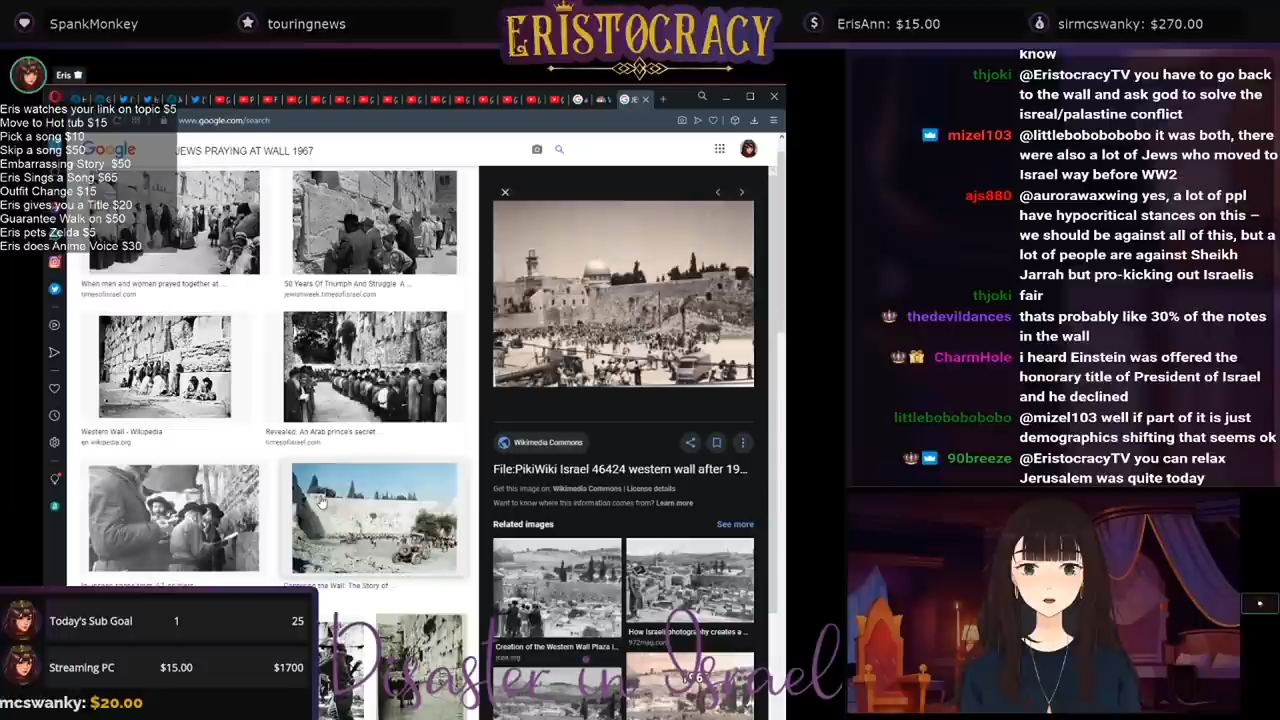 SpankMonkey
touringnews
ERISTOCRACY
ErisAnn: $15.00
sirmcswanky: $270.00
Eris
Eris watches your link on topic $5
Move to Hot tub $15
Pick a song $10
Skip a song $50
Embarrassing Story $50
Eris Sings a Song $65
Outfit Change $15
Eris gives you a Title $20
Guarantee Walk on $50
Eris pets Zelda $5
Eris does Anime Voice $30
www.google.com/search
Google
JEWS PRAYING AT WALL 1967
When men and women prayed together at ...
timesofisrael.com
50 Years Of Triumph And Struggle A...
jewishweek.timesofisrael.com
Western Wall - Wikipedia
en.wikipedia.org
Revealed: An Arab prince's secret ...
timesofisrael.com
Wikimedia Commons
File:PikiWiki Israel 46424 western wall after 19...
Get this image on: Wikimedia Commons | License details
Want to know where this information comes from? Learn more
Related images
See more
Creation of the Western Wall Plaza i...
How Israeli photography creates a ...
972mag.com
know
thjoki @EristocracyTV you have to go back
to the wall and ask god to solve the
isreal/palastine conflict
mizel103 @littlebobobobobo it was both, there
were also a lot of Jews who moved to
Israel way before WW2
ajs880 @aurorawaxwing yes, a lot of ppl
have hypocritical stances on this —
we should be against all of this, but a
lot of people are against Sheikh
Jarrah but pro-kicking out Israelis
thjoki fair
thedevildances thats probably like 30% of the notes
in the wall
CharmHole i heard Einstein was offered the
honorary title of President of Israel
and he declined
littlebobobobobo @mizel103 well if part of it is just
demographics shifting that seems ok
90breeze @EristocracyTV you can relax
Jerusalem was quite today
Today's Sub Goal 1 25
Streaming PC $15.00 $1700
mcswanky: $20.00
Disaster in Israel